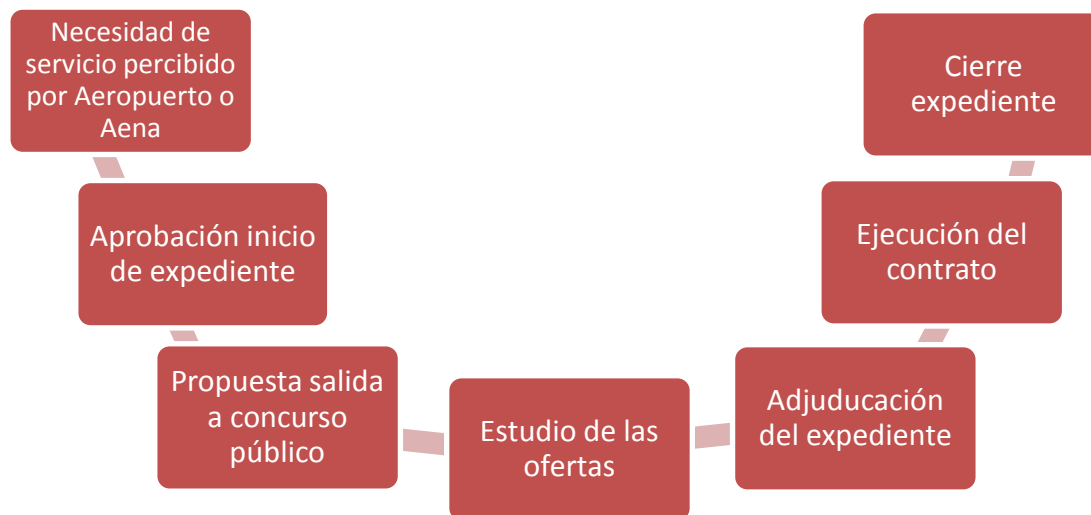 Necesidad de
servicio percibido
por Aeropuerto o
Aena
Aprobación inicio
de expediente
Propuesta salida
a concurso
público
Estudio de las
ofertas
Adjuducación
del expediente
Ejecución del
contrato
Cierre
expediente